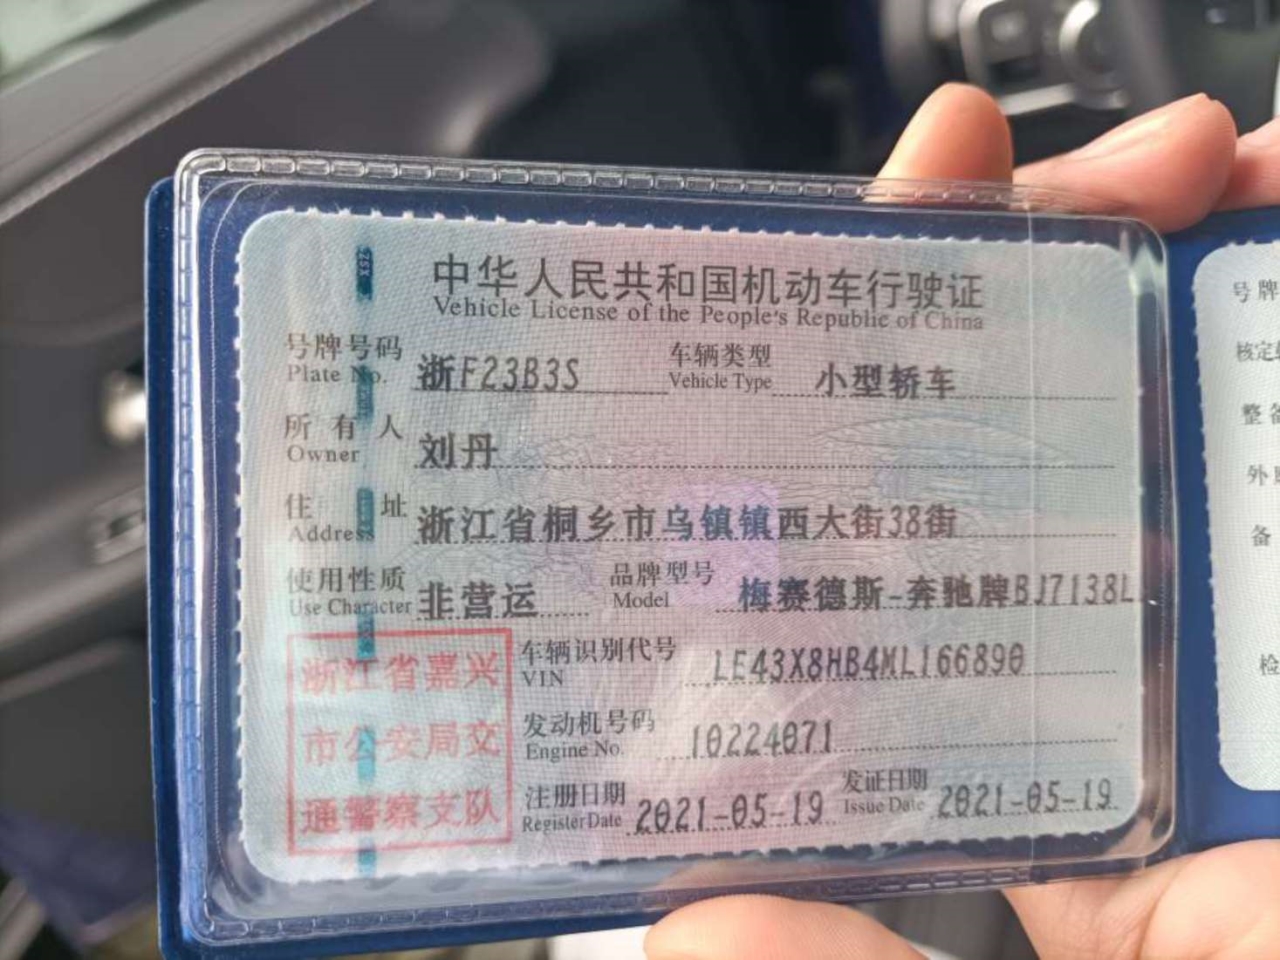 中华人民共和国机动车行驶证
Vehicle License of the People's Republic of China
号牌号码 浙F23B3S 车辆类型 小型轿车
Plate No. Vehicle Type
所有人 刘丹
Owner
住址 浙江省桐乡市乌镇镇西大街38街
Address
使用性质 非营运 品牌型号 梅赛德斯-奔驰牌BJ7138L
Use Character Model
浙江省嘉兴
市公安局交
通警察支队
车辆识别代号 LE43X8HB4ML166890
VIN
发动机号码 10224071
Engine No.
注册日期 2021-05-19 发证日期 2021-05-19
Register Date Issue Date
号牌
核定
整备
外
备
检